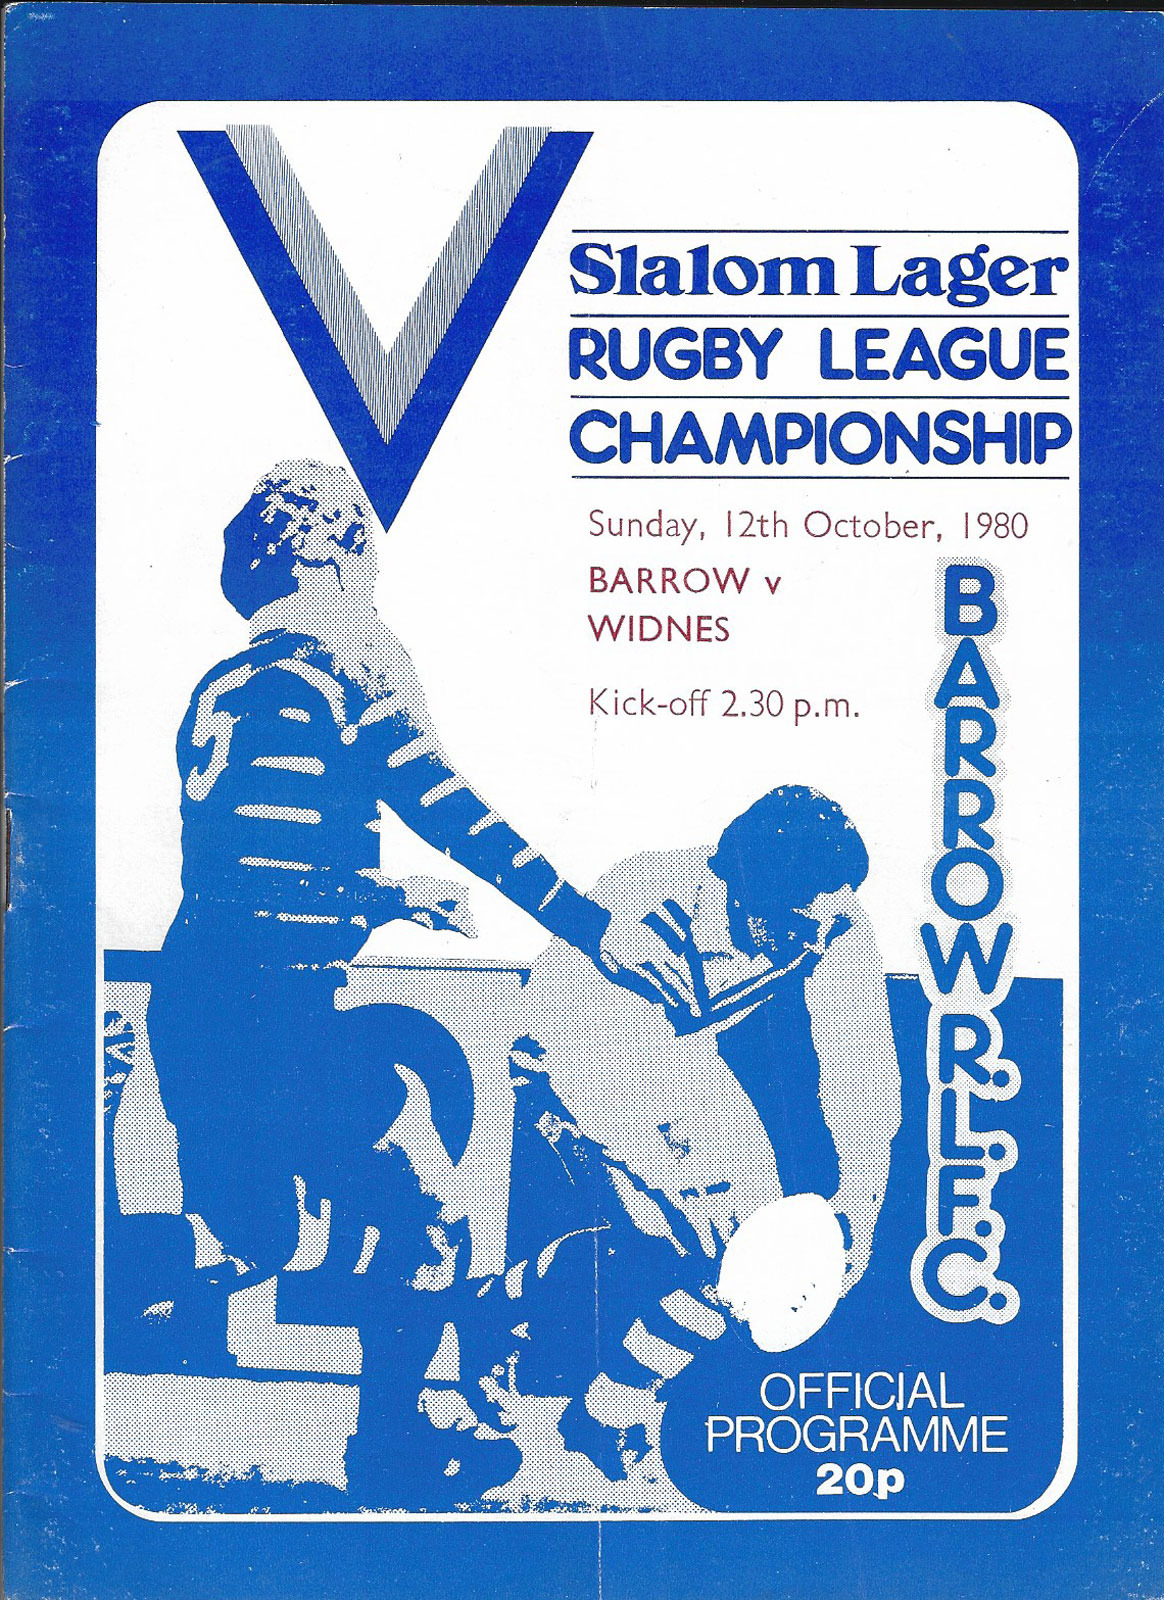 Slalom Lager
RUGBY LEAGUE
CHAMPIONSHIP
Sunday, 12th October, 1980
BARROW v
WIDNES
Kick-off 2.30 p.m.
BARROW R.L.F.C.
5
OFFICIAL
PROGRAMME
20p